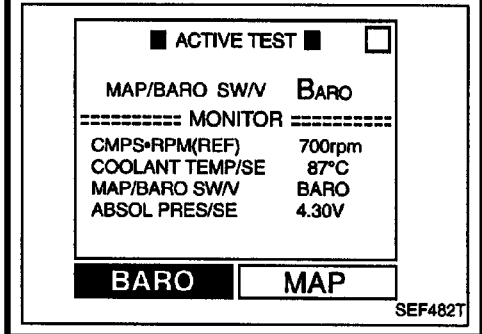 ■ ACTIVE TEST ■
MAP/BARO SW/V BARO
========== MONITOR ==========
CMPS•RPM(REF) 700rpm
COOLANT TEMP/SE 87°C
MAP/BARO SW/V BARO
ABSOL PRES/SE 4.30V
BARO MAP
SEF482T